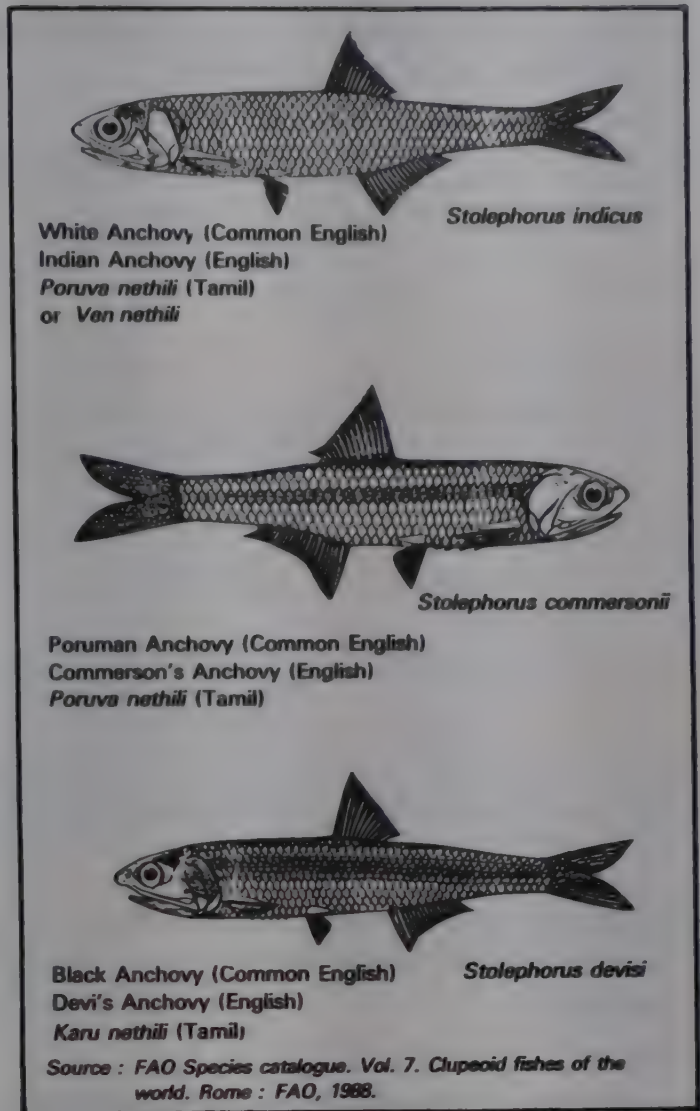 Stolephorus indicus
White Anchovy (Common English)
Indian Anchovy (English)
Poruva nethili (Tamil)
or Ven nethili
Stolephorus commersonii
Poruman Anchovy (Common English)
Commerson's Anchovy (English)
Poruva nethili (Tamil)
Black Anchovy (Common English)
Stolephorus devisi
Devi's Anchovy (English)
Karu nethili (Tamil)
Source : FAO Species catalogue. Vol. 7. Clupeoid fishes of the
world. Rome : FAO, 1988.